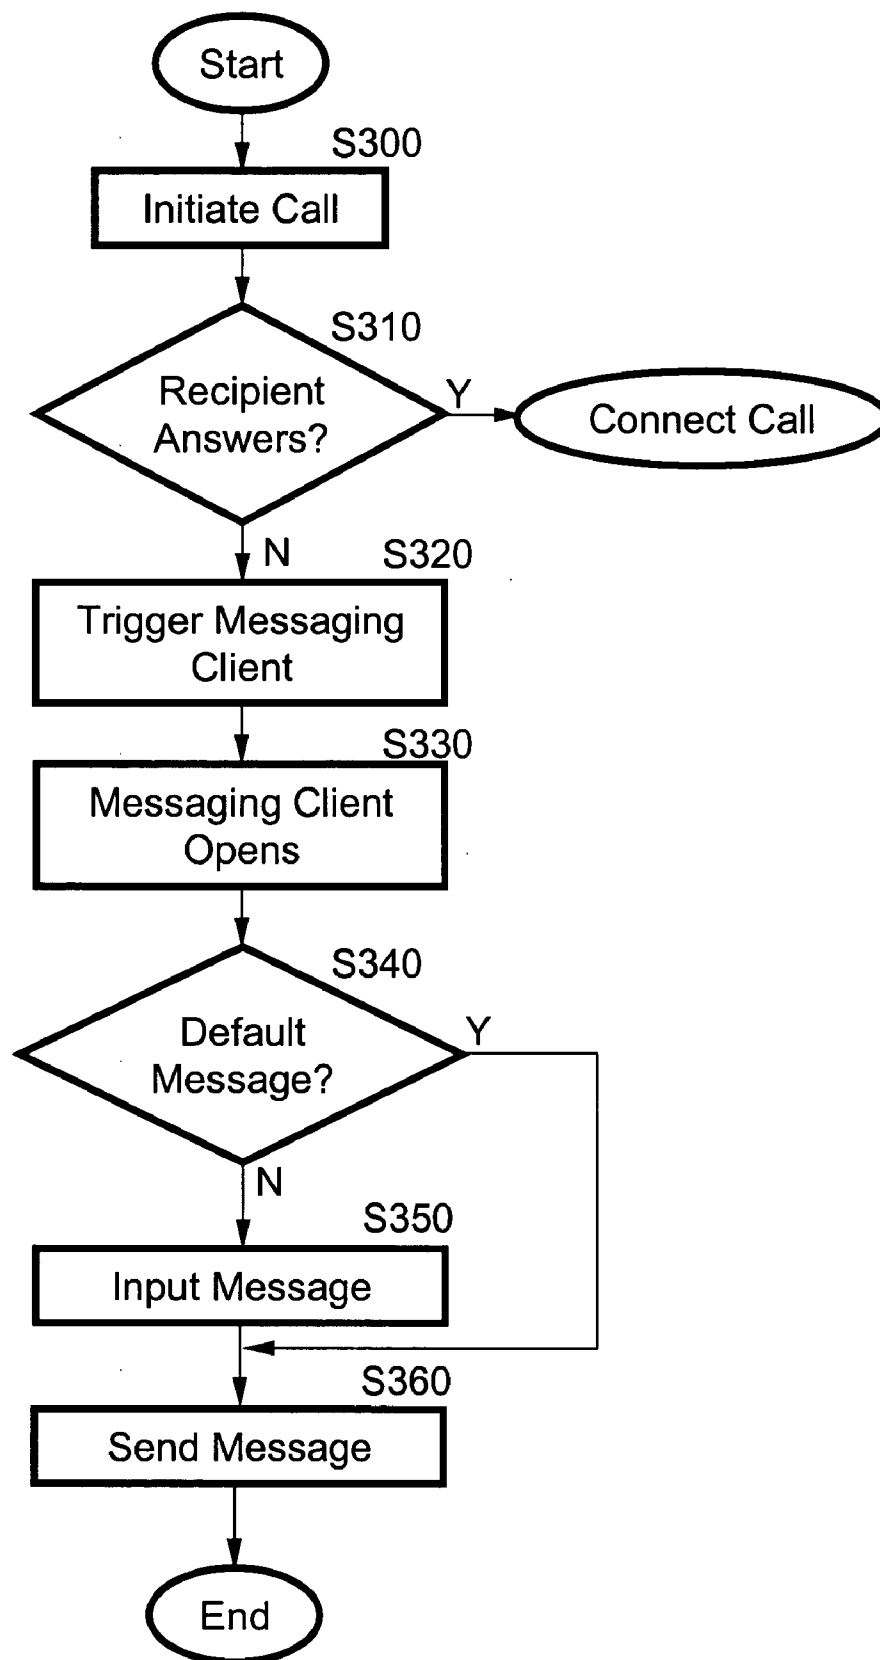 Start
S300
Initiate Call
S310
Recipient
Answers?
Y
Connect Call
N
S320
Trigger Messaging
Client
S330
Messaging Client
Opens
S340
Default
Message?
Y
N
S350
Input Message
S360
Send Message
End